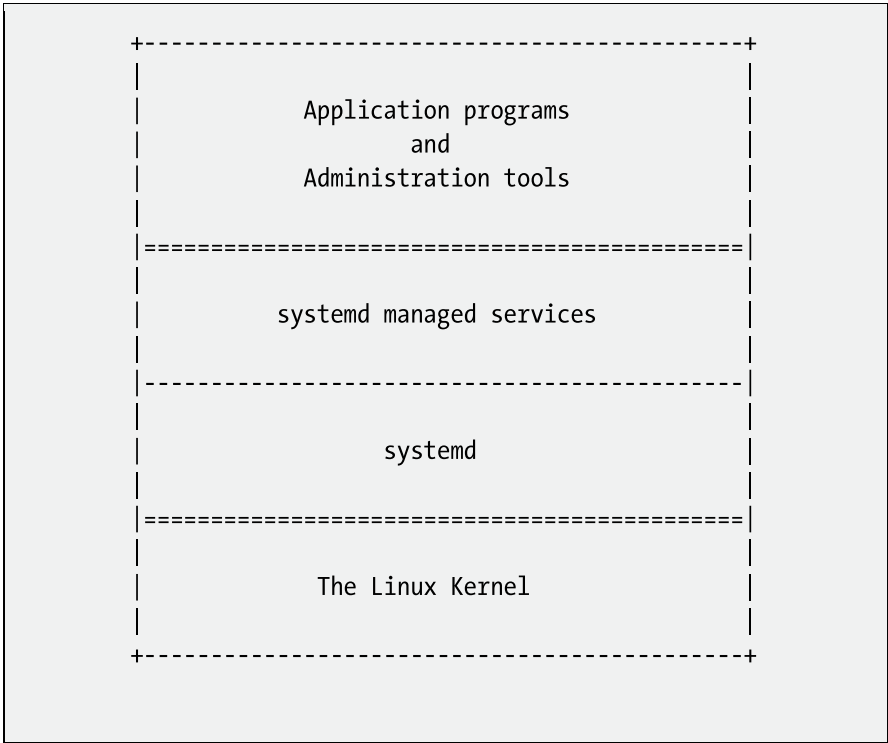 Application programs
and
Administration tools
systemd managed services
systemd
The Linux Kernel